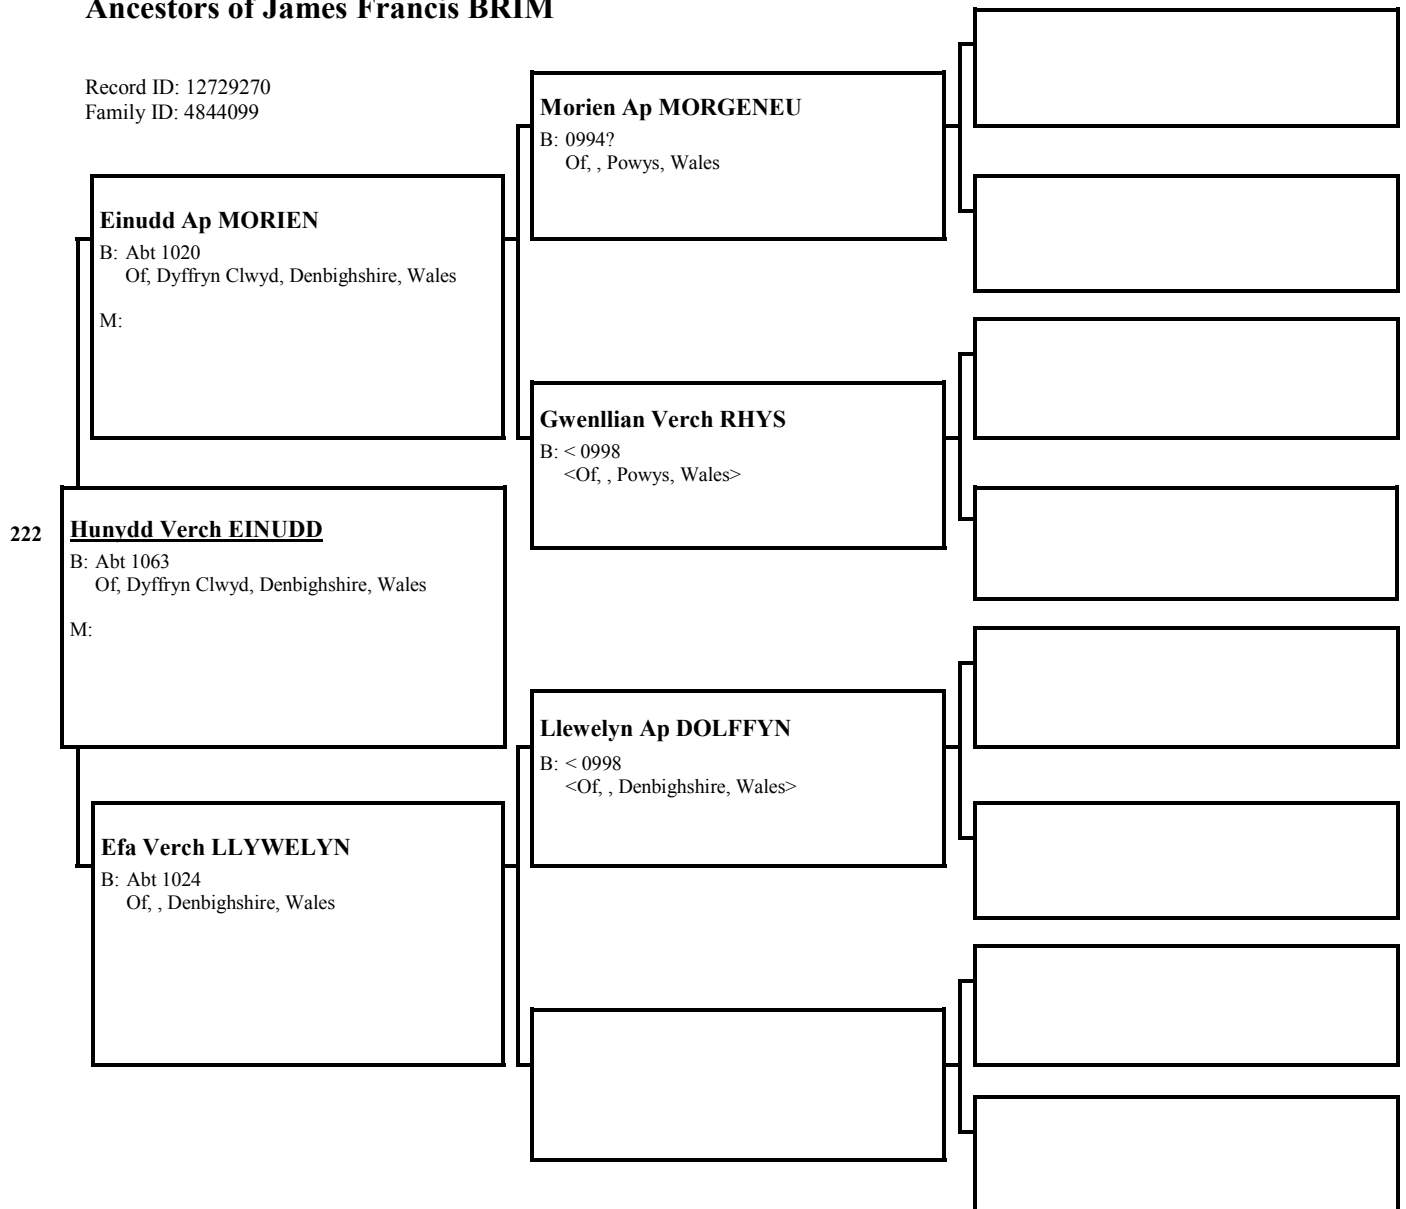 Ancestors of James Francis BRIM
Record ID: 12729270
Family ID: 4844099
Morien Ap MORGENEU
B: 0994?
Of, , Powys, Wales
Einudd Ap MORIEN
B: Abt 1020
Of, Dyffryn Clwyd, Denbighshire, Wales
M:
Gwenllian Verch RHYS
B: < 0998
<Of, , Powys, Wales>
222
Hunydd Verch EINUDD
B: Abt 1063
Of, Dyffryn Clwyd, Denbighshire, Wales
M:
Llewelyn Ap DOLFFYN
B: < 0998
<Of, , Denbighshire, Wales>
Efa Verch LLYWELYN
B: Abt 1024
Of, , Denbighshire, Wales